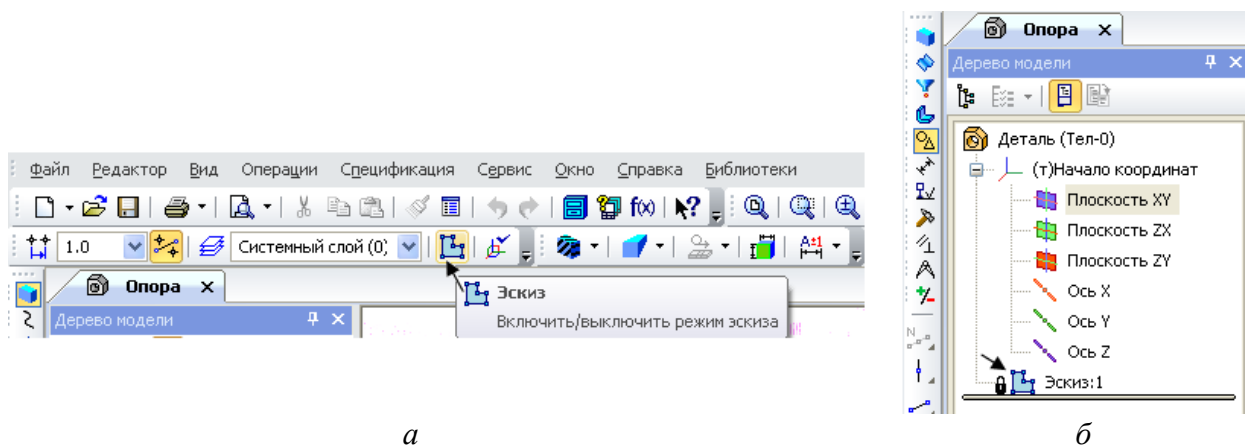 Файл Редактор Вид Операции Спецификация Сервис Окно Справка Библиотеки
f(x)
1.0 Системный слой (0)
Опора
Дерево модели
Эскиз
Включить/выключить режим эскиза
а
Опора
Дерево модели
Деталь (Тел-0)
(т)Начало координат
Плоскость XY
Плоскость ZX
Плоскость ZY
Ось X
Ось Y
Ось Z
Эскиз:1
б